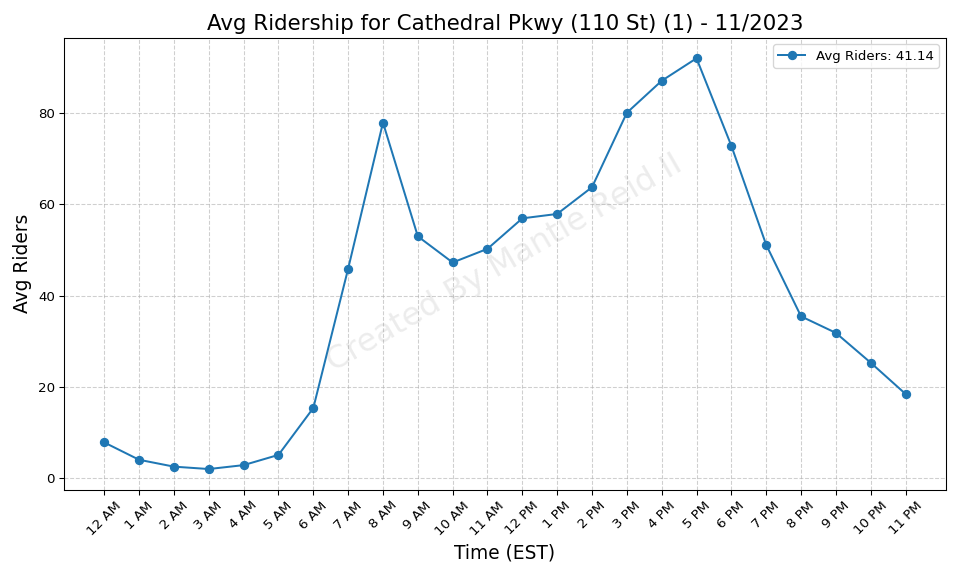 Avg Ridership for Cathedral Pkwy (110 St) (1) - 11/2023
Avg Riders: 41.14
Avg Riders
80
60
40
20
0
Created By Mantle Reid II
12 AM 1 AM 2 AM 3 AM 4 AM 5 AM 6 AM 7 AM 8 AM 9 AM 10 AM 11 AM 12 PM 1 PM 2 PM 3 PM 4 PM 5 PM 6 PM 7 PM 8 PM 9 PM 10 PM 11 PM
Time (EST)